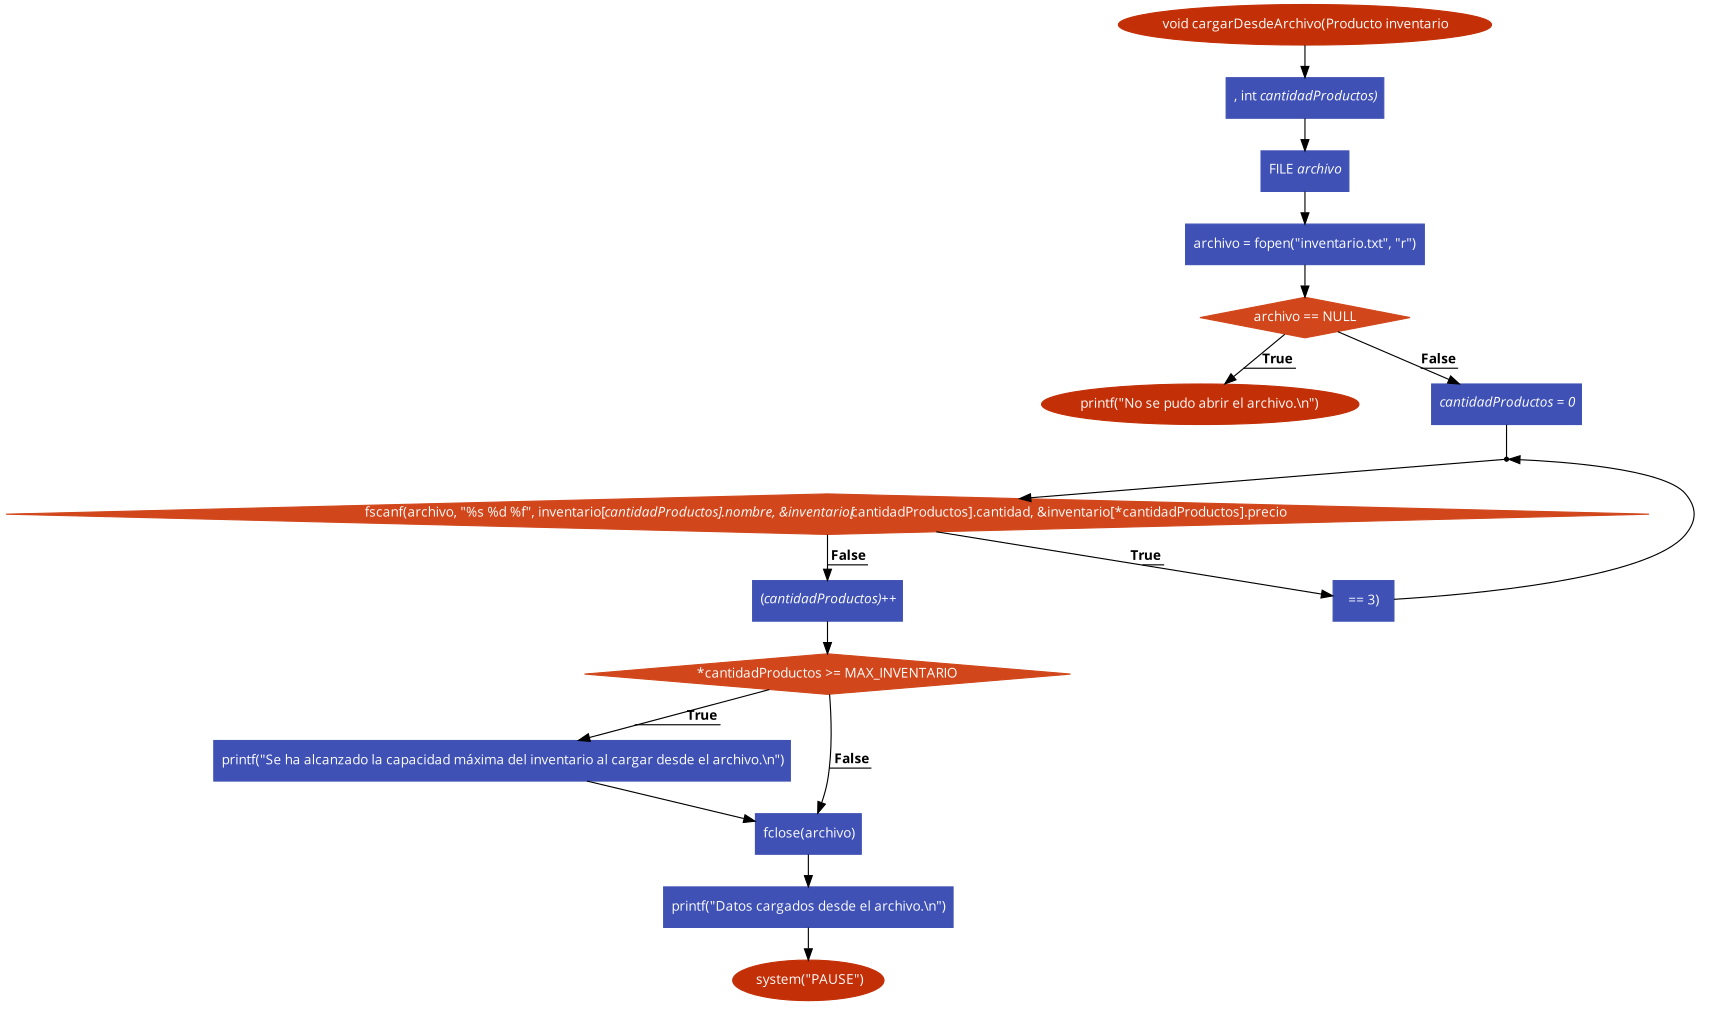 void cargarDesdeArchivo(Producto inventario
, int cantidadProductos)
FILE archivo
archivo = fopen("inventario.txt", "r")
archivo == NULL
True
False
printf("No se pudo abrir el archivo.\n")
cantidadProductos = 0
fscanf(archivo, "%s %d %f", inventario[cantidadProductos].nombre, &inventario[cantidadProductos].cantidad, &inventario[*cantidadProductos].precio
False
True
(cantidadProductos)++
== 3)
*cantidadProductos >= MAX_INVENTARIO
True
False
printf("Se ha alcanzado la capacidad máxima del inventario al cargar desde el archivo.\n")
fclose(archivo)
printf("Datos cargados desde el archivo.\n")
system("PAUSE")